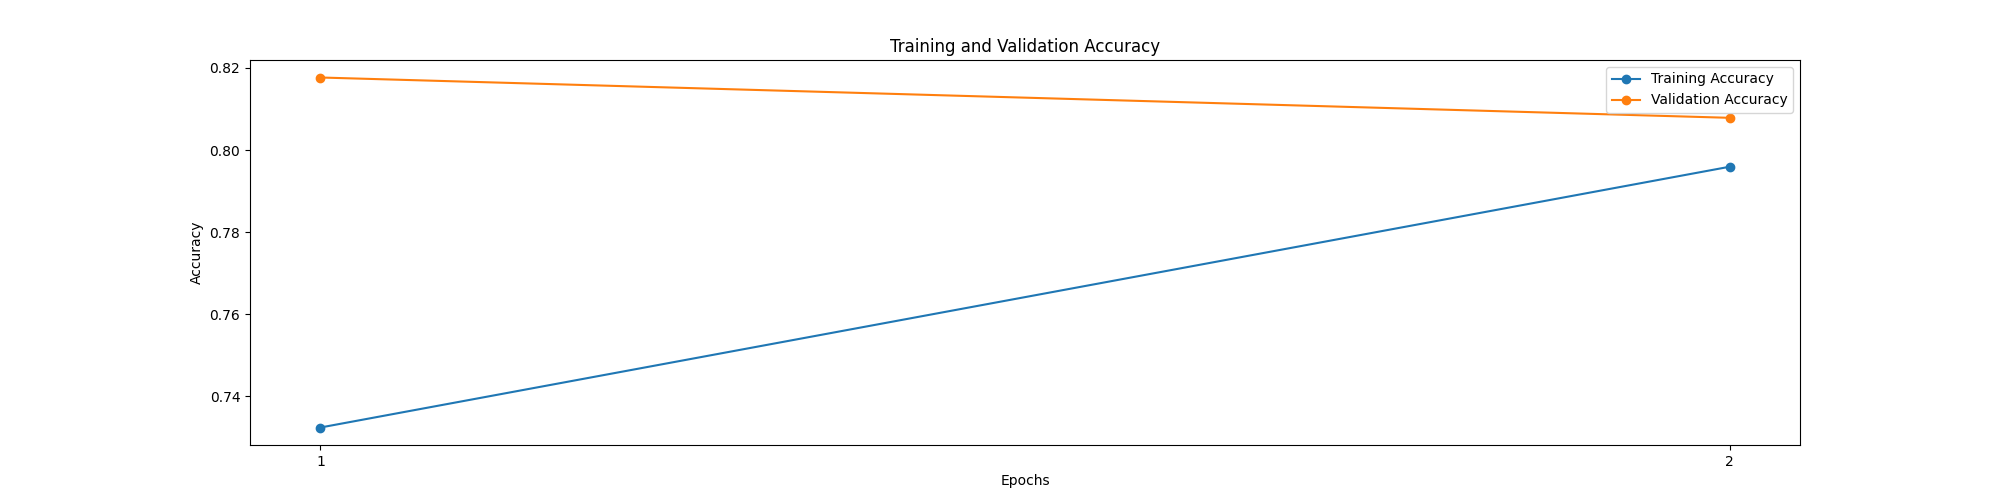 Training and Validation Accuracy
0.82
0.80
0.78
0.76
0.74
Accuracy
Training Accuracy
Validation Accuracy
1
2
Epochs